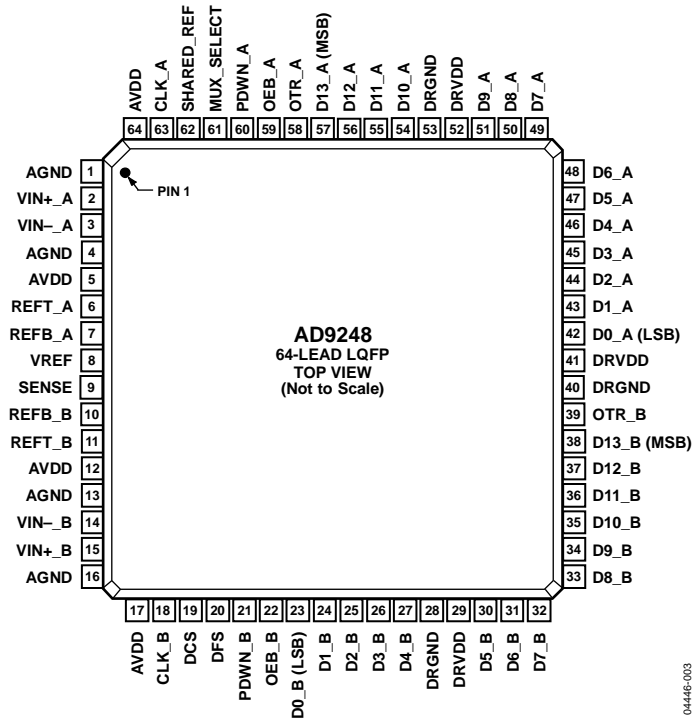 AVDD
CLK_A
SHARED_REF
MUX_SELECT
PDWN_A
OEB_A
OTR_A
D13_A (MSB)
D12_A
D11_A
D10_A
DRGND
DRVDD
D9_A
D8_A
D7_A
64 63 62 61 60 59 58 57 56 55 54 53 52 51 50 49
AGND 1
VIN+_A 2
VIN–_A 3
AGND 4
AVDD 5
REFT_A 6
REFB_A 7
VREF 8
SENSE 9
REFB_B 10
REFT_B 11
AVDD 12
AGND 13
VIN–_B 14
VIN+_B 15
AGND 16
PIN 1
AD9248
64-LEAD LQFP
TOP VIEW
(Not to Scale)
48 D6_A
47 D5_A
46 D4_A
45 D3_A
44 D2_A
43 D1_A
42 D0_A (LSB)
41 DRVDD
40 DRGND
39 OTR_B
38 D13_B (MSB)
37 D12_B
36 D11_B
35 D10_B
34 D9_B
33 D8_B
17 18 19 20 21 22 23 24 25 26 27 28 29 30 31 32
AVDD
CLK_B
DCS
DFS
PDWN_B
OEB_B
D0_B (LSB)
D1_B
D2_B
D3_B
D4_B
DRGND
DRVDD
D5_B
D6_B
D7_B
04446-003